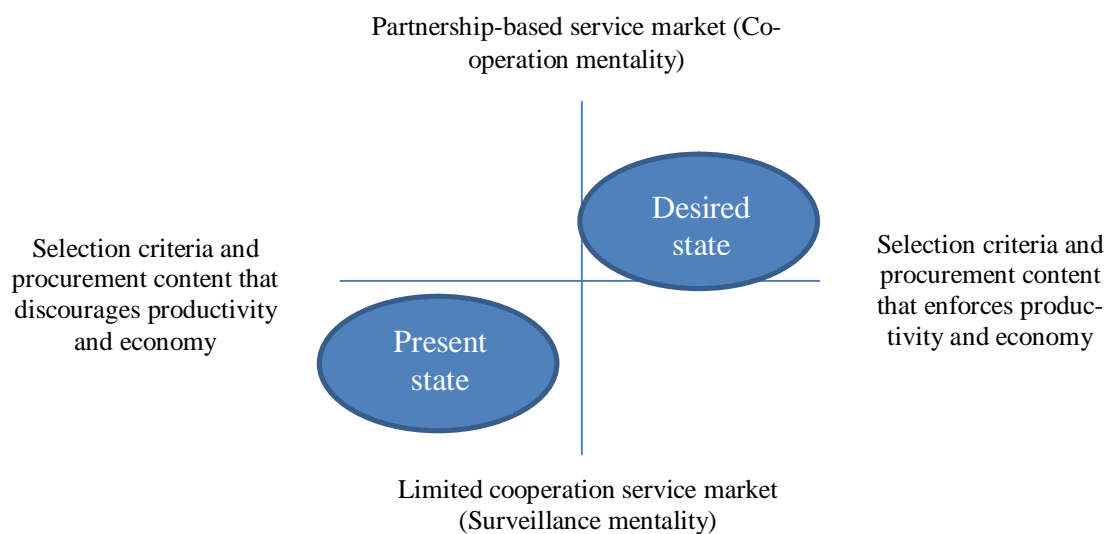 Partnership-based service market (Co-
operation mentality)
Desired
state
Selection criteria and
procurement content that
discourages productivity
and economy
Selection criteria and
procurement content
that enforces produc-
tivity and economy
Present
state
Limited cooperation service market
(Surveillance mentality)